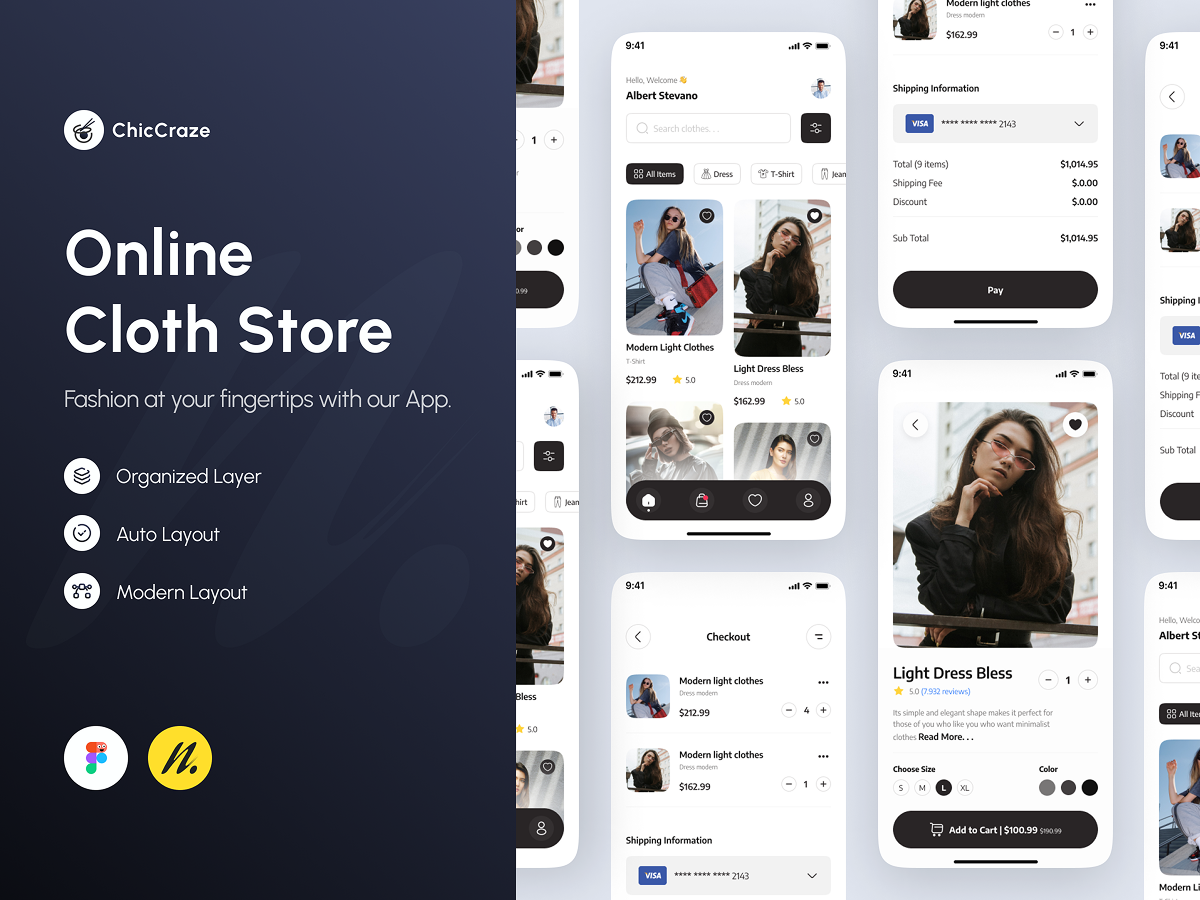 ChicCraze
Online
Cloth Store
Fashion at your fingertips with our App.
Organized Layer
Auto Layout
Modern Layout
1
+
0.99
hirt
Jean
Bless
5.0
9:41
Hello, Welcome 👋
Albert Stevano
Search clothes. . .
All Items
Dress
T-Shirt
Jean
Modern Light Clothes
T-Shirt
$212.99
5.0
Light Dress Bless
Dress modern
$162.99
5.0
9:41
Checkout
Modern light clothes
Dress modern
$212.99
− 4 +
Modern light clothes
Dress modern
$162.99
− 1 +
Shipping Information
VISA
**** **** **** 2143
Modern light clothes
Dress modern
$162.99
− 1 +
Shipping Information
VISA
**** **** **** 2143
Total (9 items) $1,014.95
Shipping Fee $.0.00
Discount $.0.00
Sub Total $1,014.95
Pay
9:41
Light Dress Bless
− 1 +
5.0 (7.932 reviews)
Its simple and elegant shape makes it perfect for
those of you who like you who want minimalist
clothes Read More. . .
Choose Size
Color
S M L XL
Add to Cart | $100.99 $190.99
9:41
Shipping I
VISA
Total (9 ite
Shipping F
Discount
Sub Total
9:41
Hello, Welco
Albert St
Sea
All Ite
Modern Li